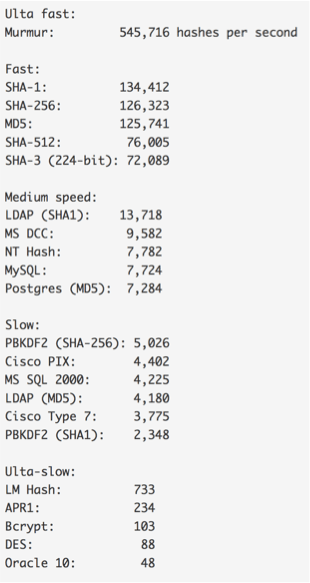 Ulta fast:
Murmur: 545,716 hashes per second
Fast:
SHA-1: 134,412
SHA-256: 126,323
MD5: 125,741
SHA-512: 76,005
SHA-3 (224-bit): 72,089
Medium speed:
LDAP (SHA1): 13,718
MS DCC: 9,582
NT Hash: 7,782
MySQL: 7,724
Postgres (MD5): 7,284
Slow:
PBKDF2 (SHA-256): 5,026
Cisco PIX: 4,402
MS SQL 2000: 4,225
LDAP (MD5): 4,180
Cisco Type 7: 3,775
PBKDF2 (SHA1): 2,348
Ulta-slow:
LM Hash: 733
APR1: 234
Bcrypt: 103
DES: 88
Oracle 10: 48